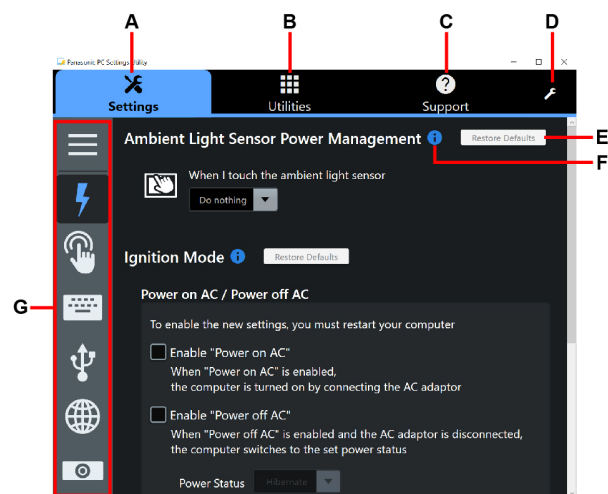 A B C D
Panasonic PC Settings Utility
Settings Utilities Support
Ambient Light Sensor Power Management Restore Defaults E
F
When I touch the ambient light sensor
Do nothing
Ignition Mode Restore Defaults
Power on AC / Power off AC
G
To enable the new settings, you must restart your computer
Enable "Power on AC"
When "Power on AC" is enabled,
the computer is turned on by connecting the AC adaptor
Enable "Power off AC"
When "Power off AC" is enabled and the AC adaptor is disconnected,
the computer switches to the set power status
Power Status Hibernate